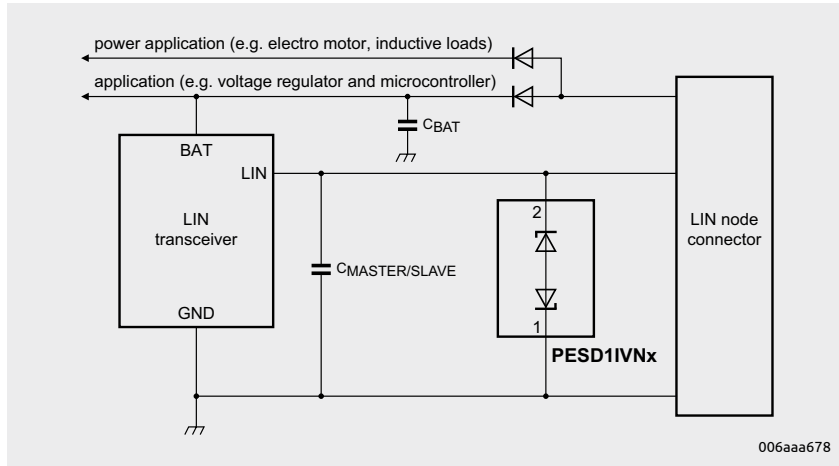 power application (e.g. electro motor, inductive loads)
application (e.g. voltage regulator and microcontroller)
CBAT
BAT
LIN
LIN
transceiver
GND
CMASTER/SLAVE
2
1
PESD1IVNx
LIN node
connector
006aaa678